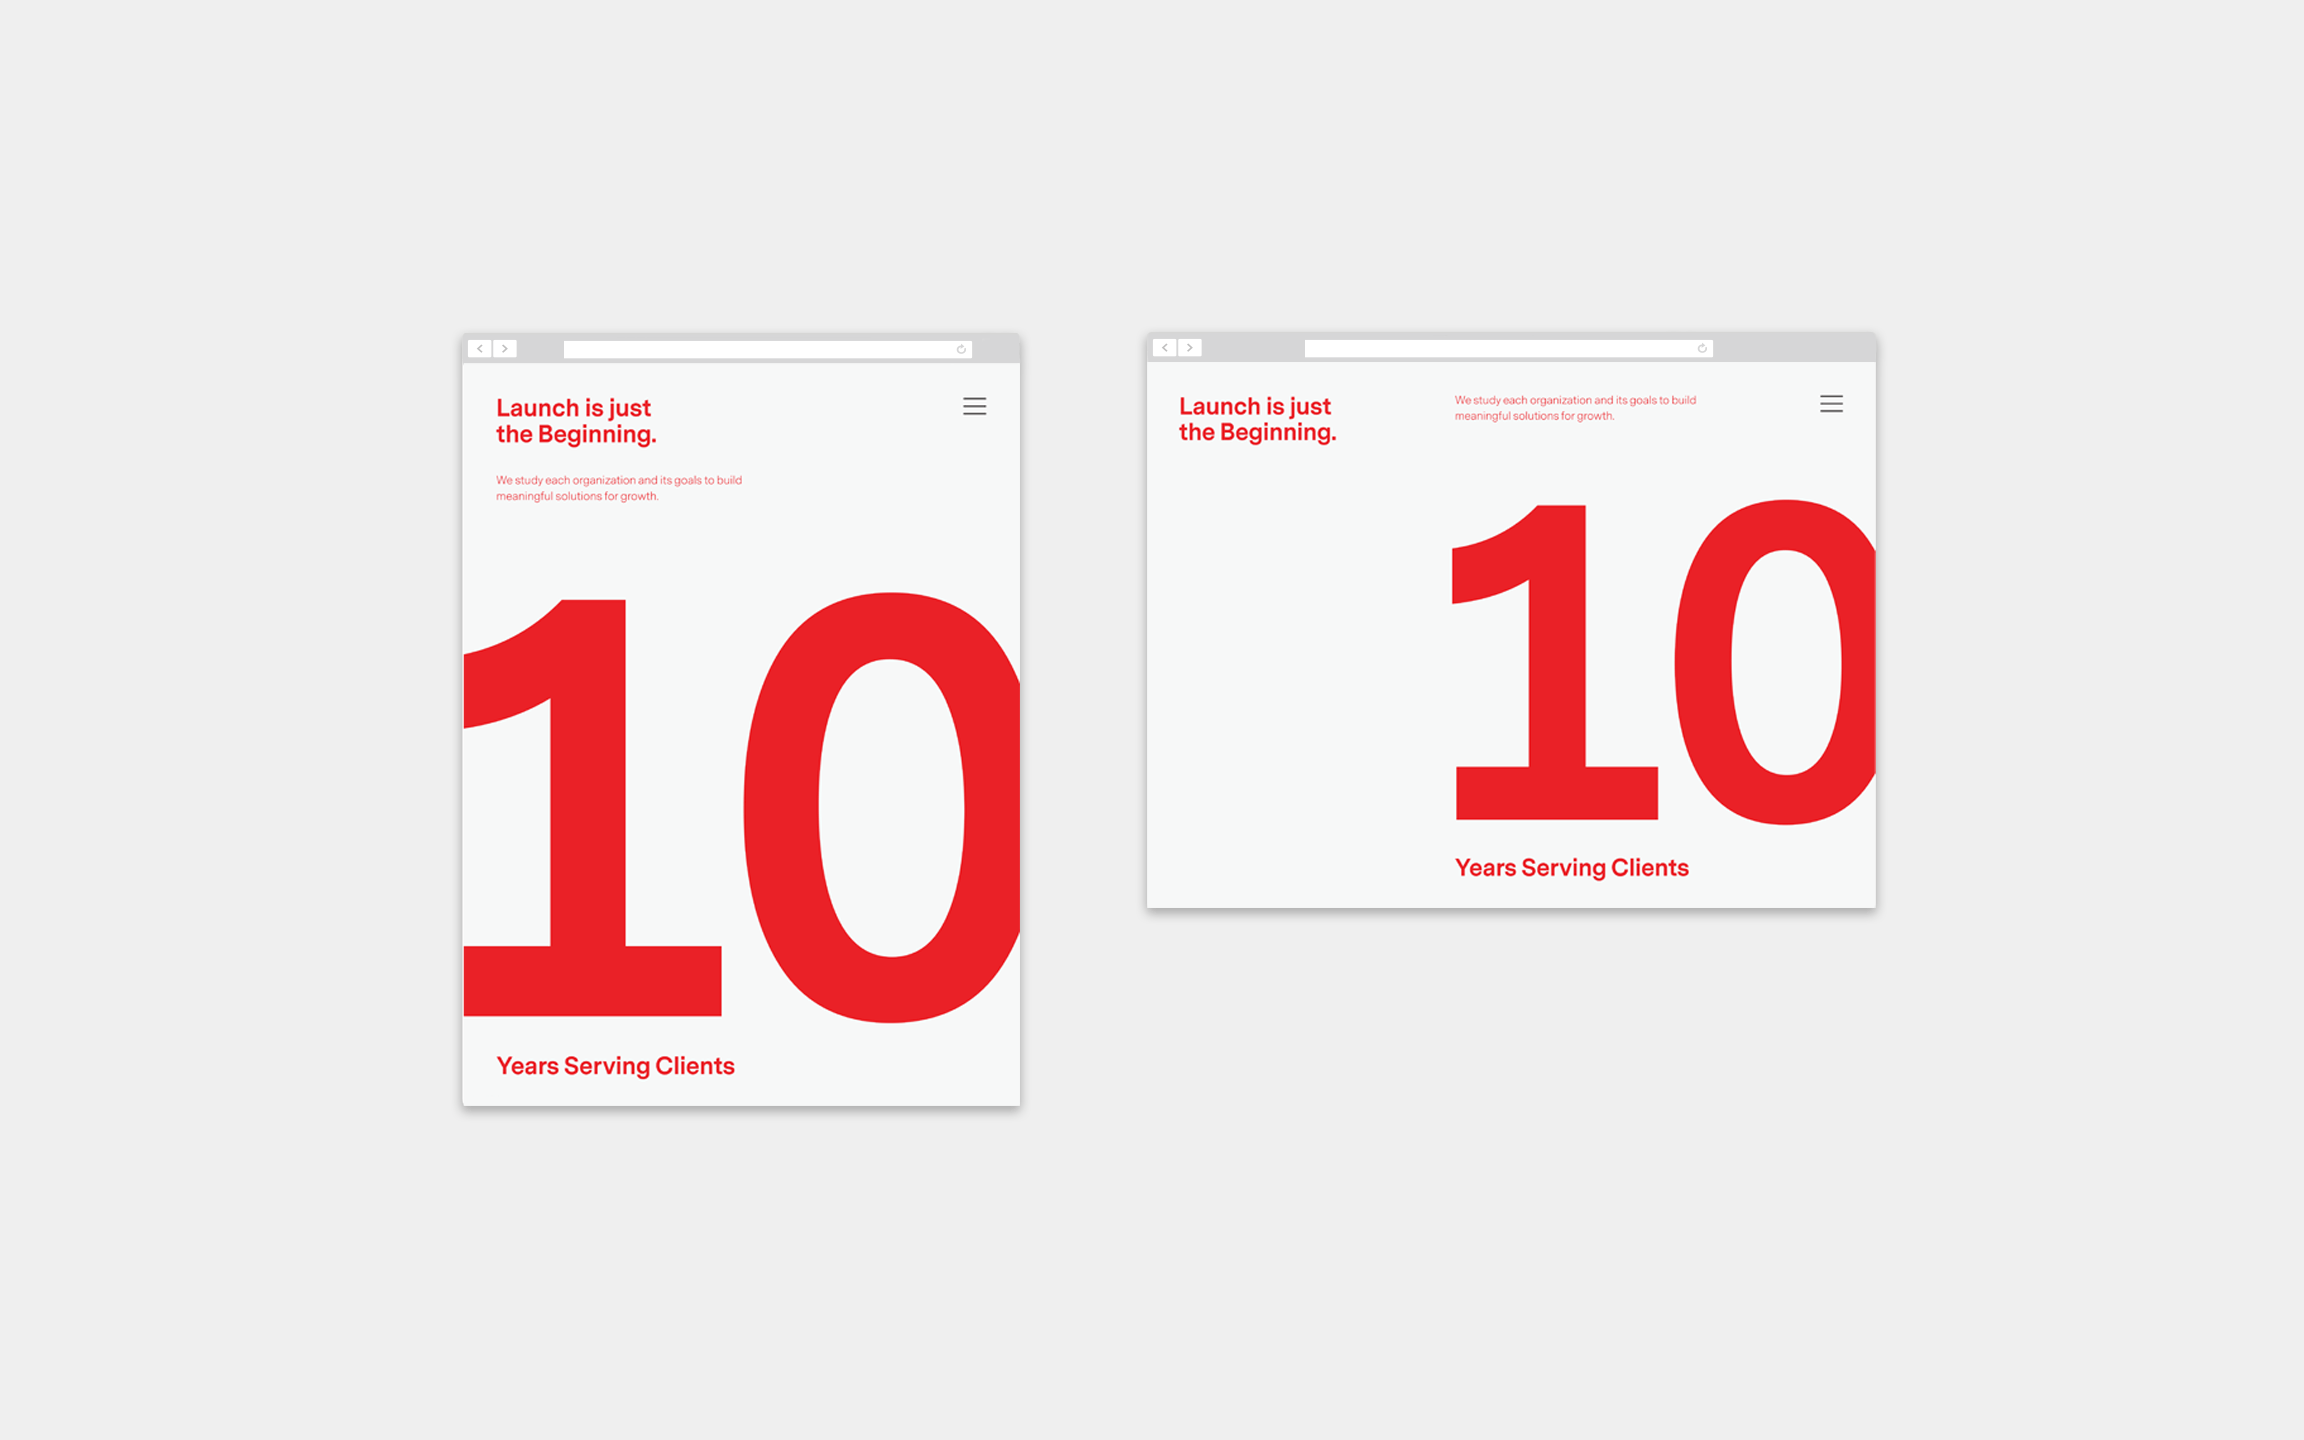 Launch is just
the Beginning.
We study each organization and its goals to build
meaningful solutions for growth.
10
Years Serving Clients
Launch is just
the Beginning.
We study each organization and its goals to build
meaningful solutions for growth.
10
Years Serving Clients